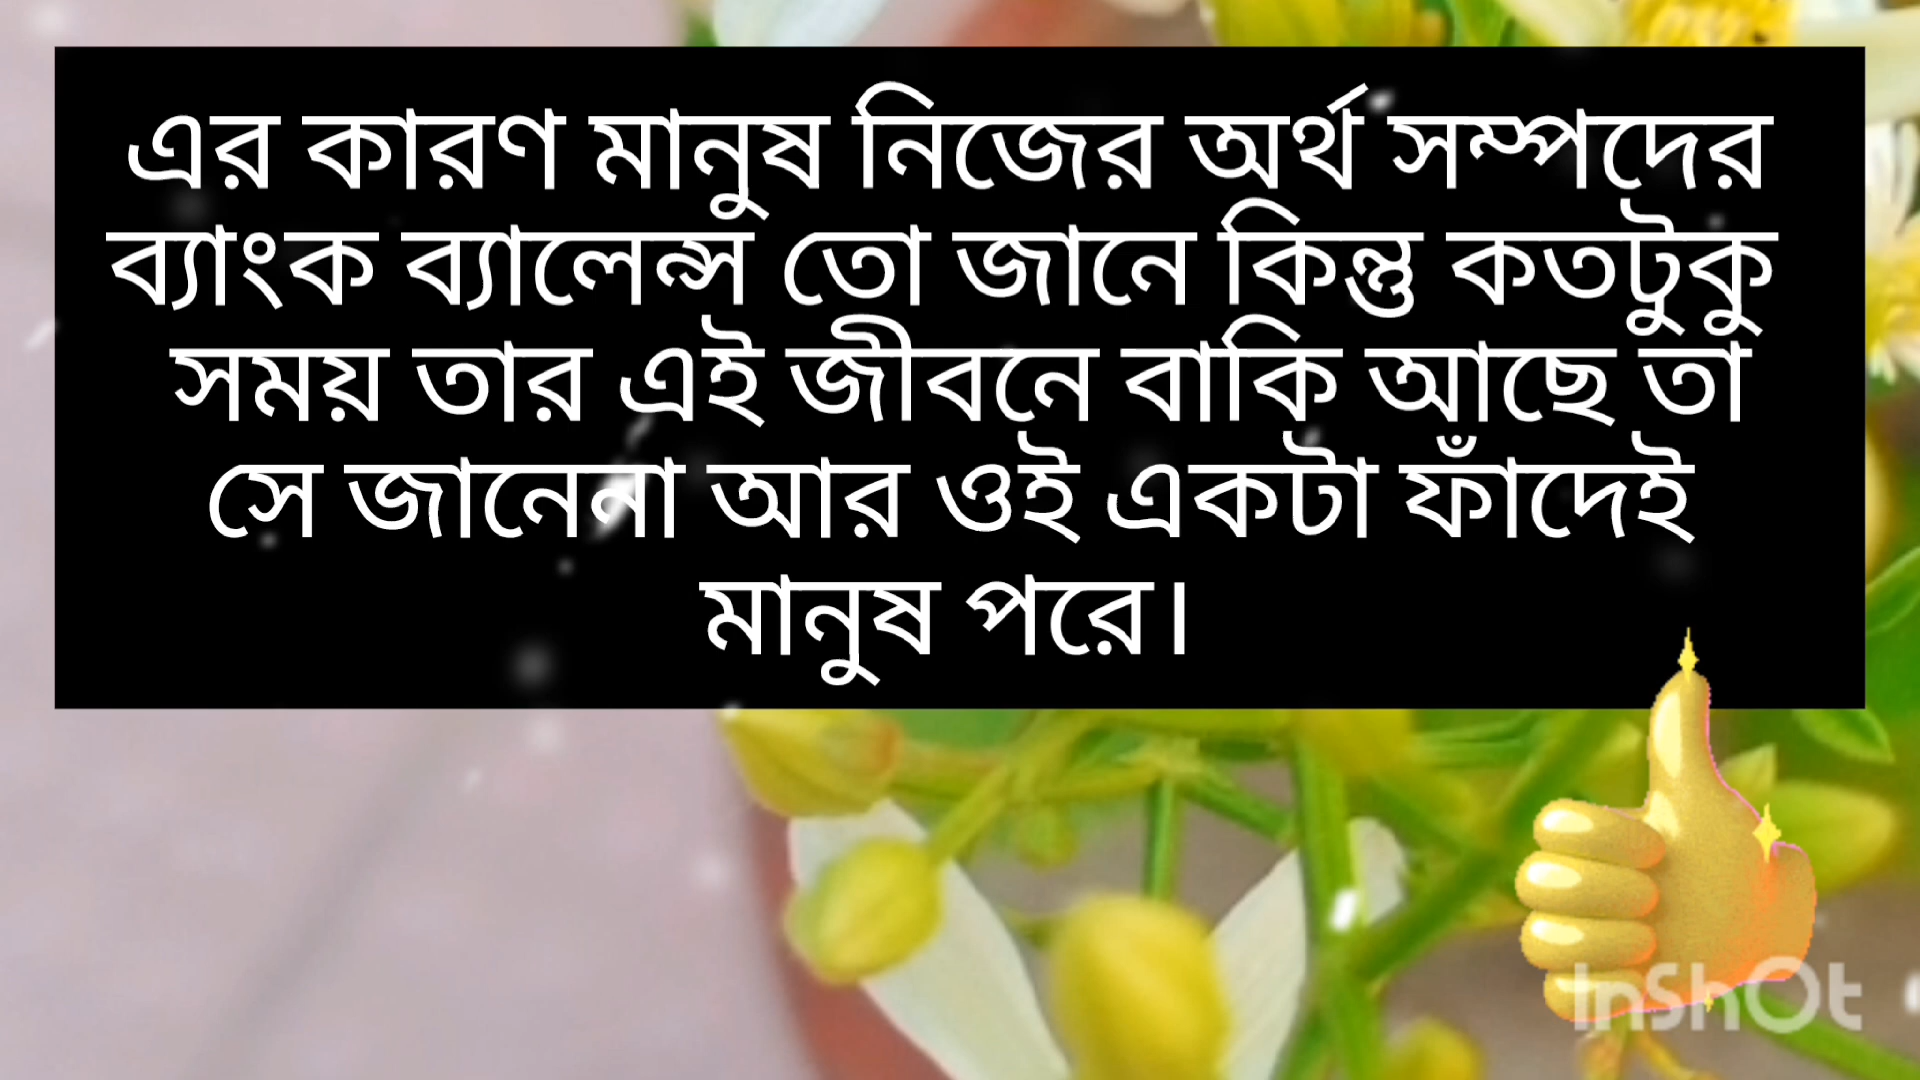 এর কারণ মানুষ নিজের অর্থ সম্পদের
ব্যাংক ব্যালেন্স তো জানে কিন্তু কতটুকু
সময় তার এই জীবনে বাকি আছে তা
সে জানেনা আর ওই একটা ফাঁদেই
মানুষ পরে।
InShOt